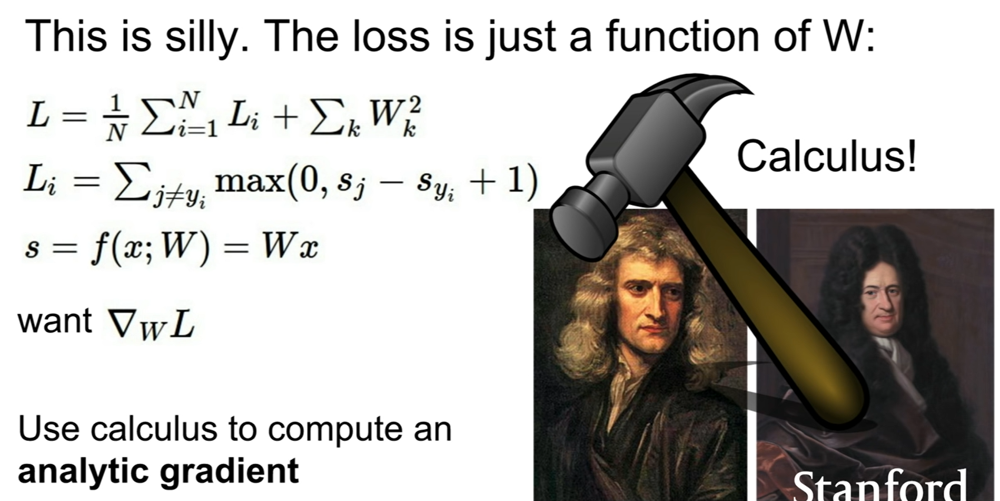 This is silly. The loss is just a function of W:
L = \frac{1}{N} \sum_{i=1}^{N} L_i + \sum_k W_k^2
L_i = \sum_{j \neq y_i} \max(0, s_j - s_{y_i} + 1)
Calculus!
s = f(x; W) = Wx
want \nabla_W L
Use calculus to compute an
analytic gradient
Stanford